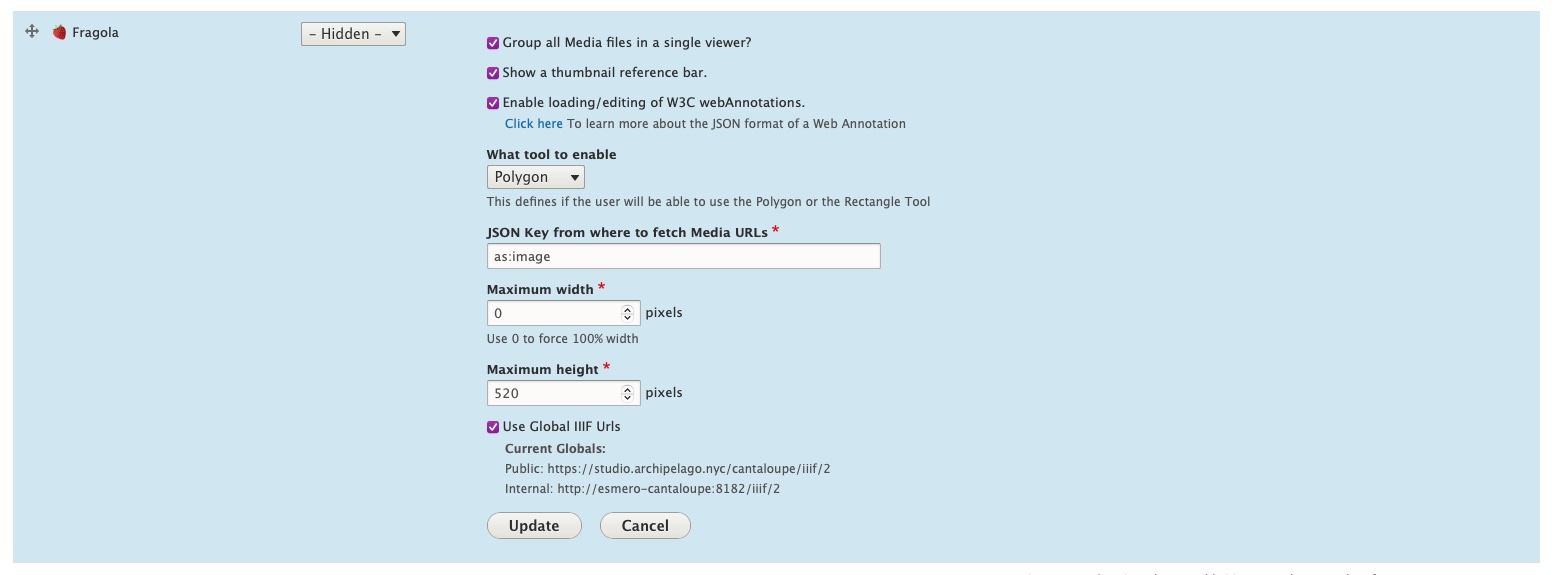 Fragola
- Hidden -
Group all Media files in a single viewer?
Show a thumbnail reference bar.
Enable loading/editing of W3C webAnnotations.
Click here To learn more about the JSON format of a Web Annotation
What tool to enable
Polygon
This defines if the user will be able to use the Polygon or the Rectangle Tool
JSON Key from where to fetch Media URLs *
as:image
Maximum width *
0 pixels
Use 0 to force 100% width
Maximum height *
520 pixels
Use Global IIIF Urls
Current Globals:
Public: https://studio.archipelago.nyc/cantaloupe/iiif/2
Internal: http://esmero-cantaloupe:8182/iiif/2
Update Cancel